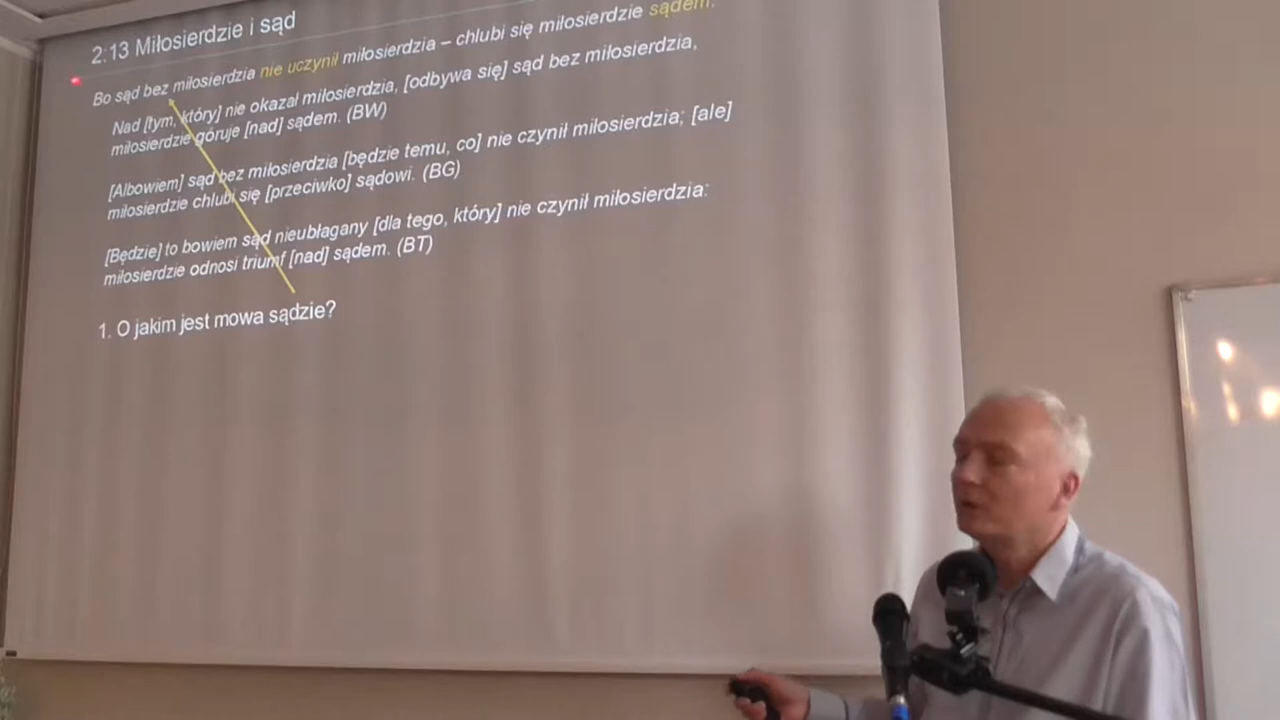 2:13 Miłosierdzie i sąd
Bo sąd bez miłosierdzia nie uczynił miłosierdzia – chlubi się miłosierdzie sądem.
Nad [tym, który] nie okazał miłosierdzia, [odbywa się] sąd bez miłosierdzia,
miłosierdzie góruje [nad] sądem. (BW)
[Albowiem] sąd bez miłosierdzia [będzie temu, co] nie czynił miłosierdzia; [ale]
miłosierdzie chlubi się [przeciwko] sądowi. (BG)
[Będzie] to bowiem sąd nieubłagany [dla tego, który] nie czynił miłosierdzia:
miłosierdzie odnosi triumf [nad] sądem. (BT)
1. O jakim jest mowa sądzie?